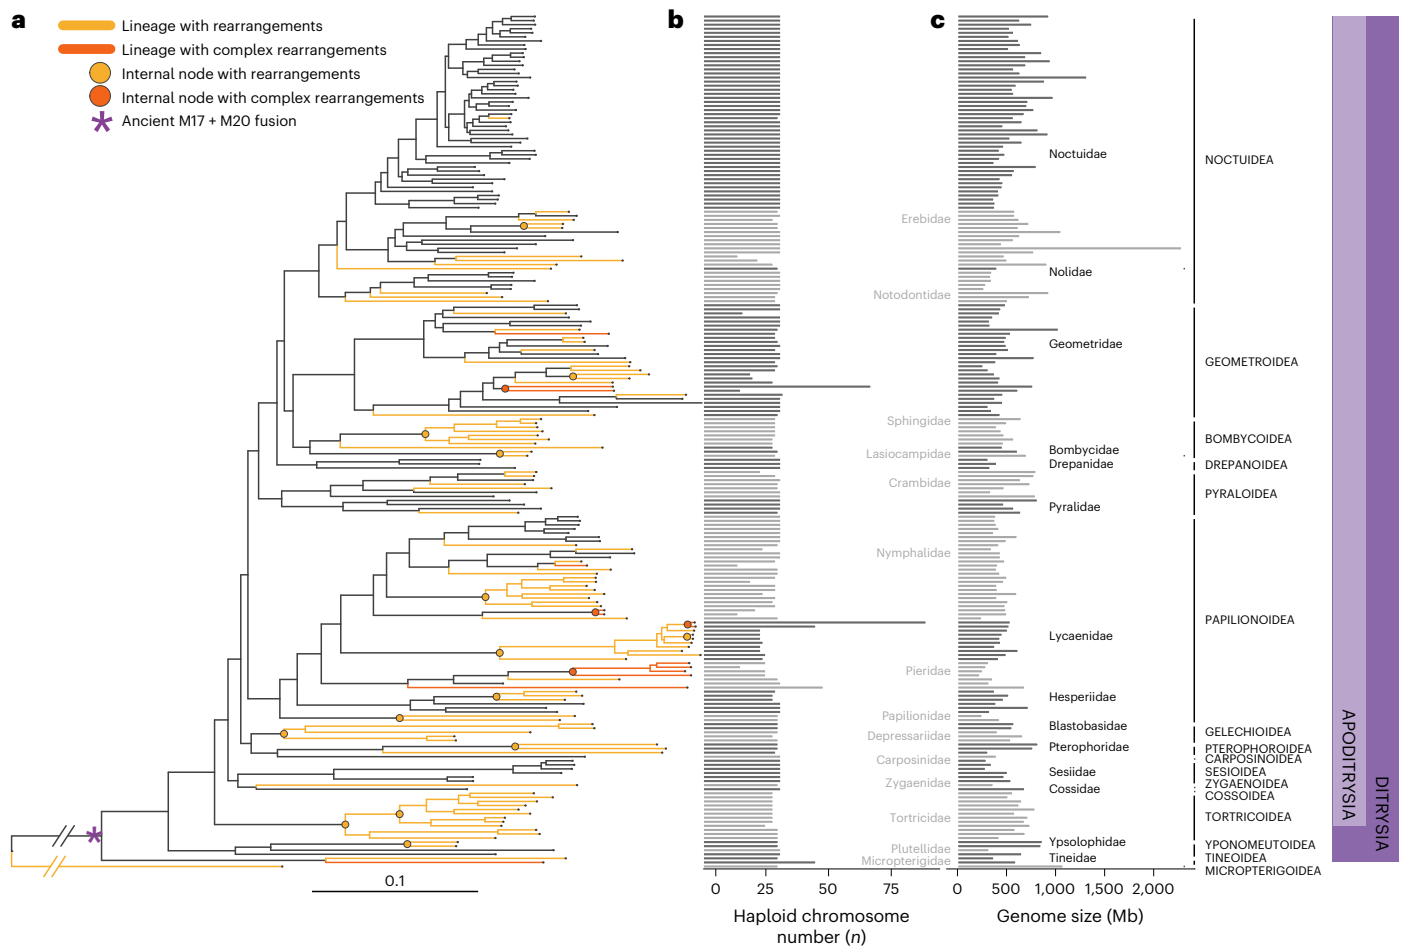 a
Lineage with rearrangements
Lineage with complex rearrangements
Internal node with rearrangements
Internal node with complex rearrangements
Ancient M17 + M20 fusion
0.1
b
Erebidae
Notodontidae
Sphingidae
Lasiocampidae
Crambidae
Nymphalidae
Pieridae
Papilionidae
Depressariidae
Carposinidae
Zygaenidae
Tortricidae
Plutellidae
Micropterigidae
0 25 50 75
Haploid chromosome
number (n)
c
Noctuidae
Nolidae
Geometridae
Bombycidae
Drepanidae
Pyralidae
Lycaenidae
Hesperiidae
Blastobasidae
Pterophoridae
Sesiidae
Cossidae
Ypsolophidae
Tineidae
0 500 1,000 1,500 2,000
Genome size (Mb)
NOCTUIDEA
GEOMETROIDEA
BOMBYCOIDEA
DREPANOIDEA
PYRALOIDEA
PAPILIONOIDEA
GELECHIOIDEA
PTEROPHOROIDEA
CARPOSINOIDEA
SESIOIDEA
ZYGAENOIDEA
COSSOIDEA
TORTRICOIDEA
YPONOMEUTOIDEA
TINEOIDEA
MICROPTERIGOIDEA
APODITRYSIA
DITRYSIA